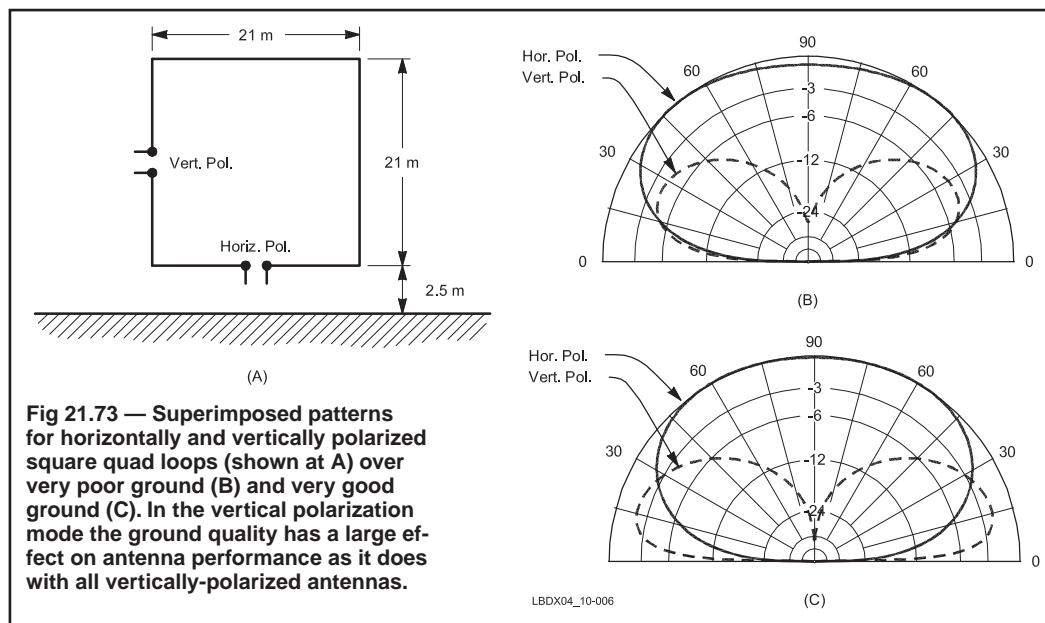 21 m
Vert. Pol.
21 m
Horiz. Pol.
2.5 m
(A)
Fig 21.73 — Superimposed patterns
for horizontally and vertically polarized
square quad loops (shown at A) over
very poor ground (B) and very good
ground (C). In the vertical polarization
mode the ground quality has a large ef-
fect on antenna performance as it does
with all vertically-polarized antennas.
Hor. Pol.
Vert. Pol.
90
60
60
-3
-6
30
30
-12
-24
0
0
(B)
Hor. Pol.
Vert. Pol.
90
60
60
-3
-6
30
30
-12
-24
0
0
(C)
LBDX04_10-006